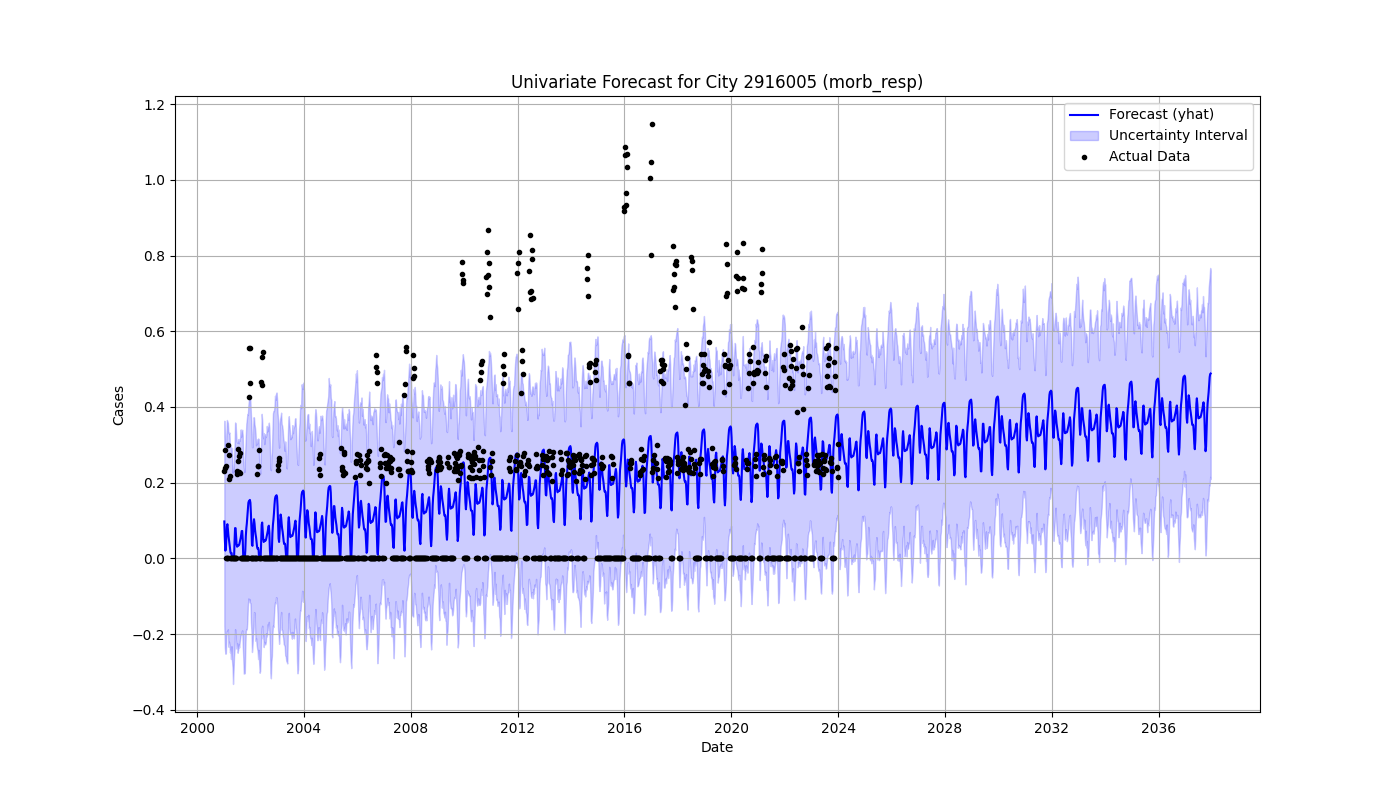 Univariate Forecast for City 2916005 (morb_resp)
Forecast (yhat)
Uncertainty Interval
Actual Data
Cases
1.2
1.0
0.8
0.6
0.4
0.2
0.0
−0.2
−0.4
2000 2004 2008 2012 2016 2020 2024 2028 2032 2036
Date